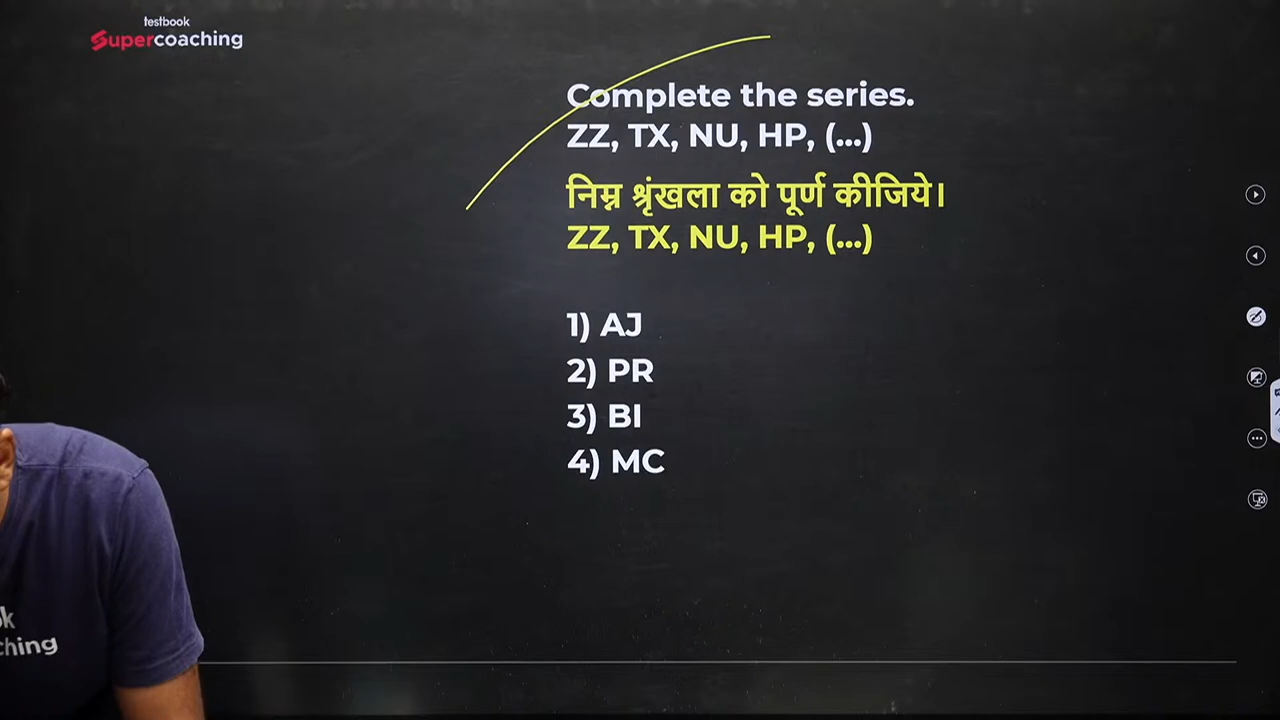 testbook
Supercoaching
Complete the series.
ZZ, TX, NU, HP, (...)
निम्न श्रृंखला को पूर्ण कीजिये।
ZZ, TX, NU, HP, (...)
1) AJ
2) PR
3) BI
4) MC